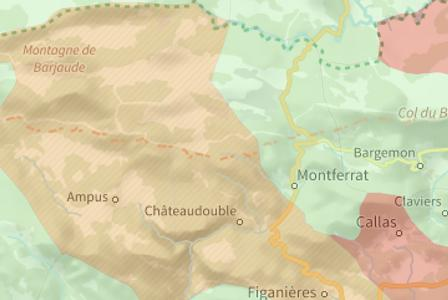 Montagne de
Barjaude
Col du B
Bargemon
Montferrat
Ampus
Claviers
Châteaudouble
Callas
Figanières